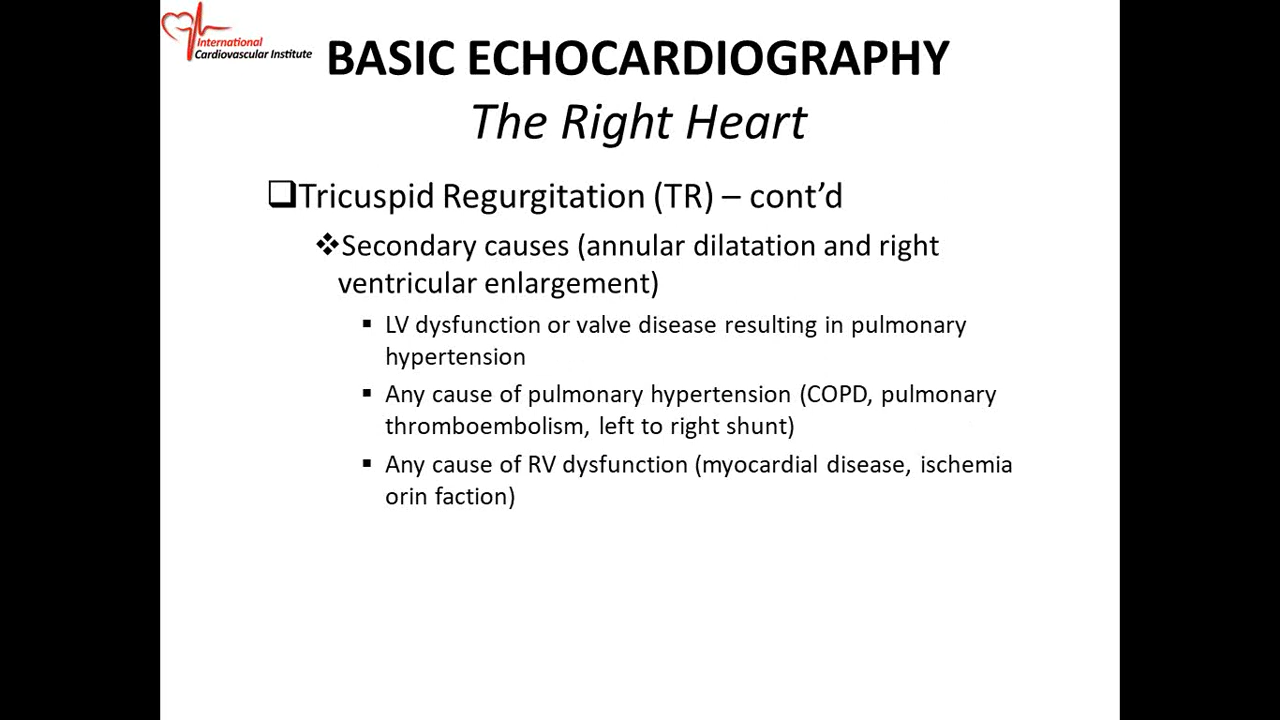 International
Cardiovascular Institute
BASIC ECHOCARDIOGRAPHY
The Right Heart
❑Tricuspid Regurgitation (TR) – cont’d
❖Secondary causes (annular dilatation and right
ventricular enlargement)
▪ LV dysfunction or valve disease resulting in pulmonary
hypertension
▪ Any cause of pulmonary hypertension (COPD, pulmonary
thromboembolism, left to right shunt)
▪ Any cause of RV dysfunction (myocardial disease, ischemia
orin faction)